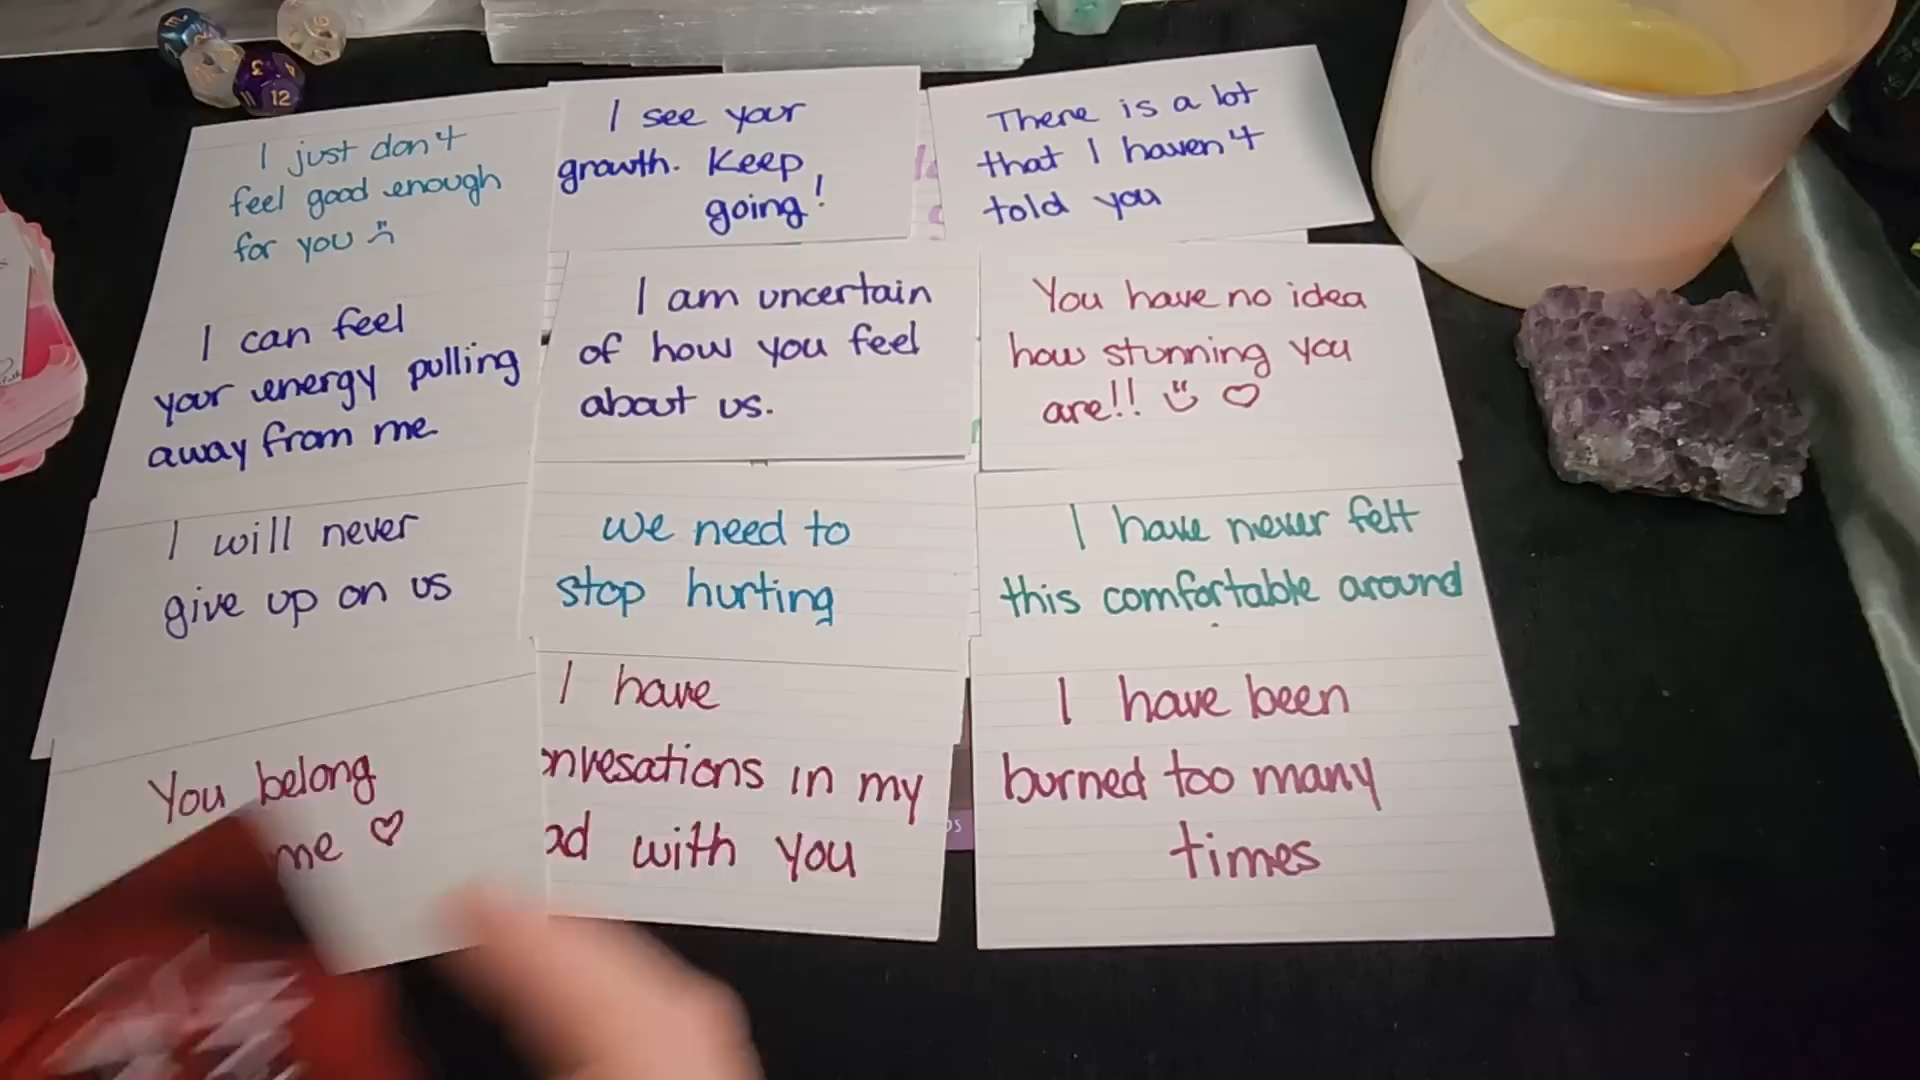 I just don't
feel good enough
for you
I see your
growth. Keep
going!
There is a lot
that I haven't
told you
I can feel
your energy pulling
away from me
I am uncertain
of how you feel
about us.
You have no idea
how stunning you
are!!
I will never
give up on us
we need to
stop hurting
I have never felt
this comfortable around
You belong
me
I have
onvesations in my
ad with you
I have been
burned too many
times
12
16